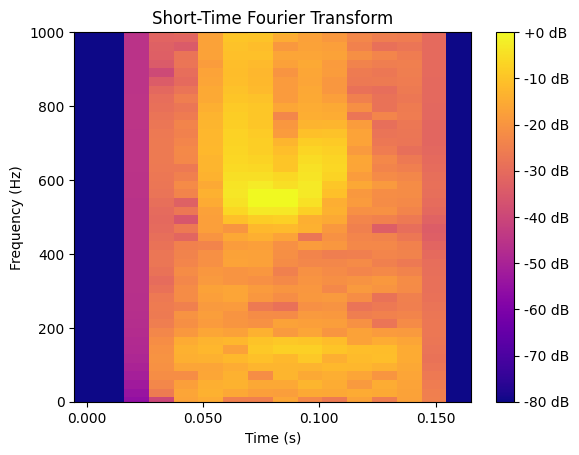 Short-Time Fourier Transform
1000
800
600
400
200
0
Frequency (Hz)
0.000
0.050
0.100
0.150
Time (s)
+0 dB
-10 dB
-20 dB
-30 dB
-40 dB
-50 dB
-60 dB
-70 dB
-80 dB